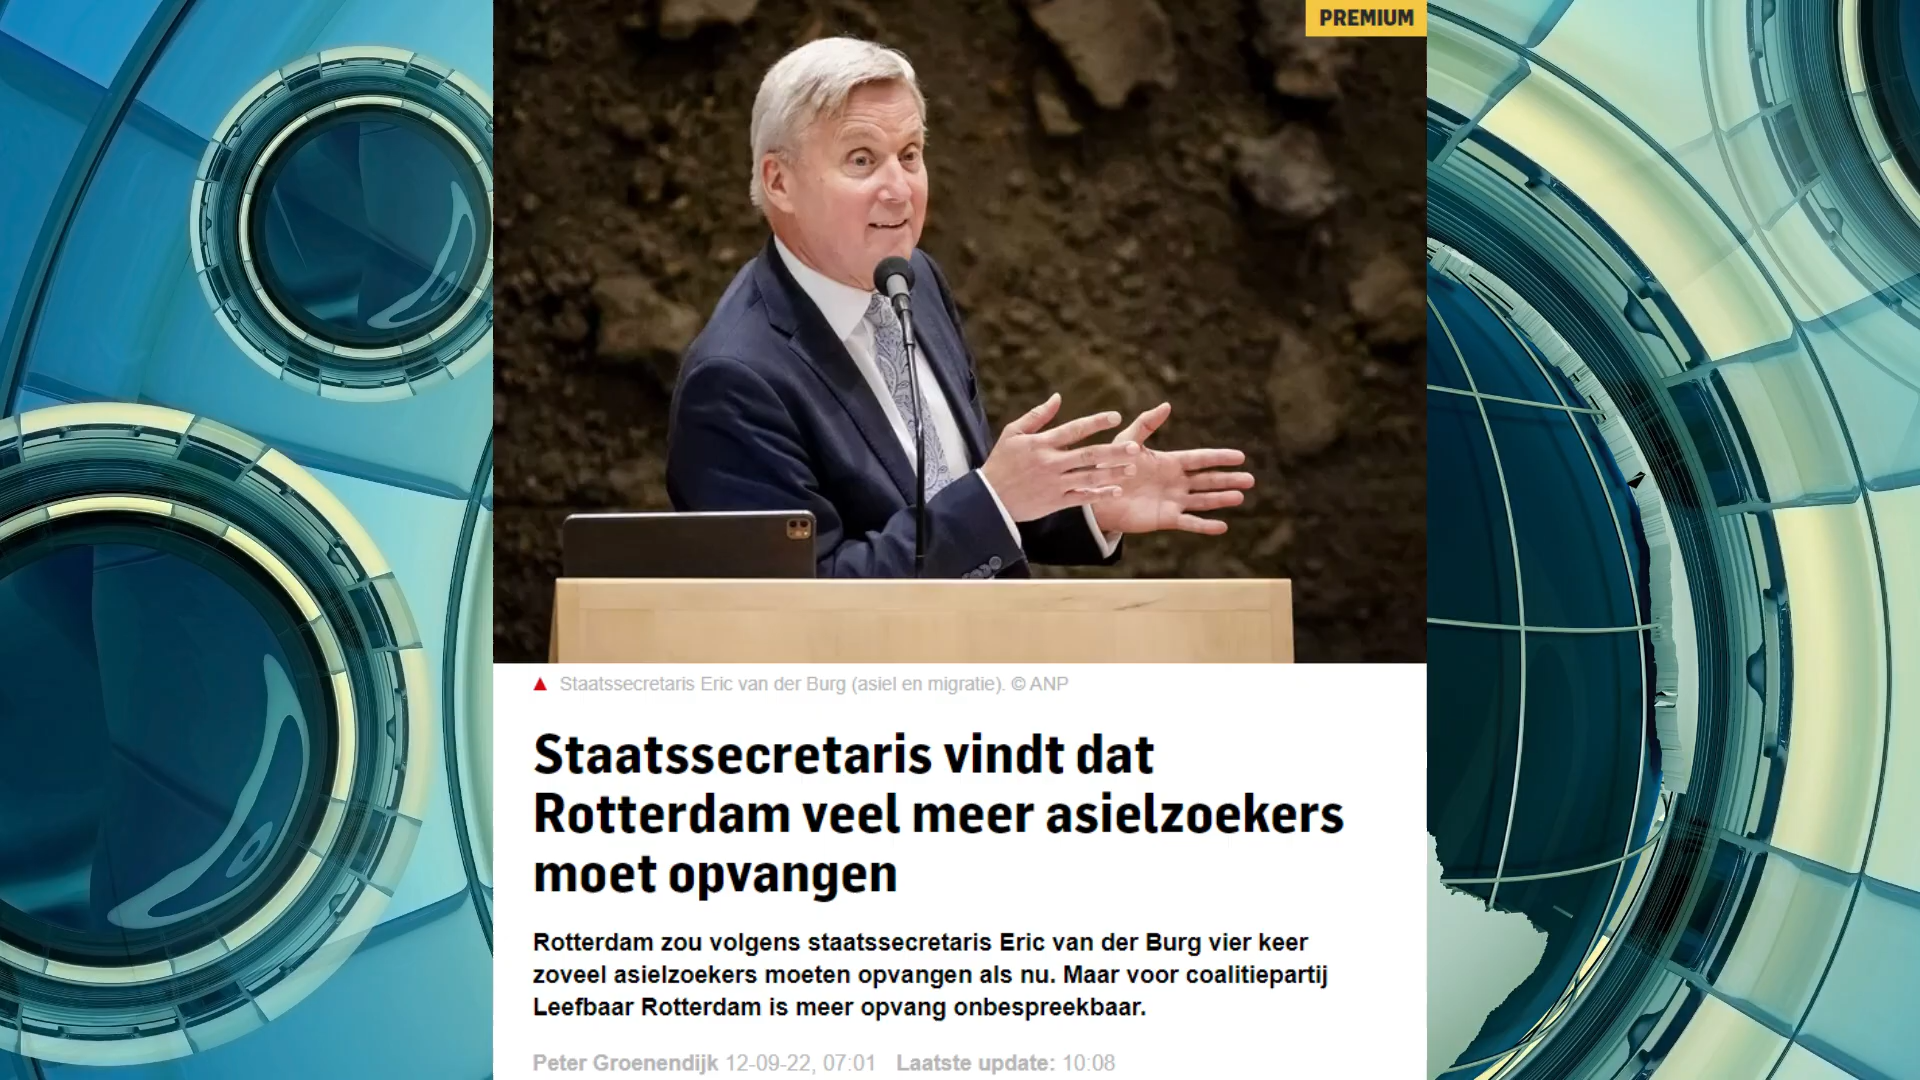 PREMIUM
Staatssecretaris Eric van der Burg (asiel en migratie). © ANP
Staatssecretaris vindt dat
Rotterdam veel meer asielzoekers
moet opvangen
Rotterdam zou volgens staatssecretaris Eric van der Burg vier keer
zoveel asielzoekers moeten opvangen als nu. Maar voor coalitiepartij
Leefbaar Rotterdam is meer opvang onbespreekbaar.
Peter Groenendijk 12-09-22, 07:01 Laatste update: 10:08